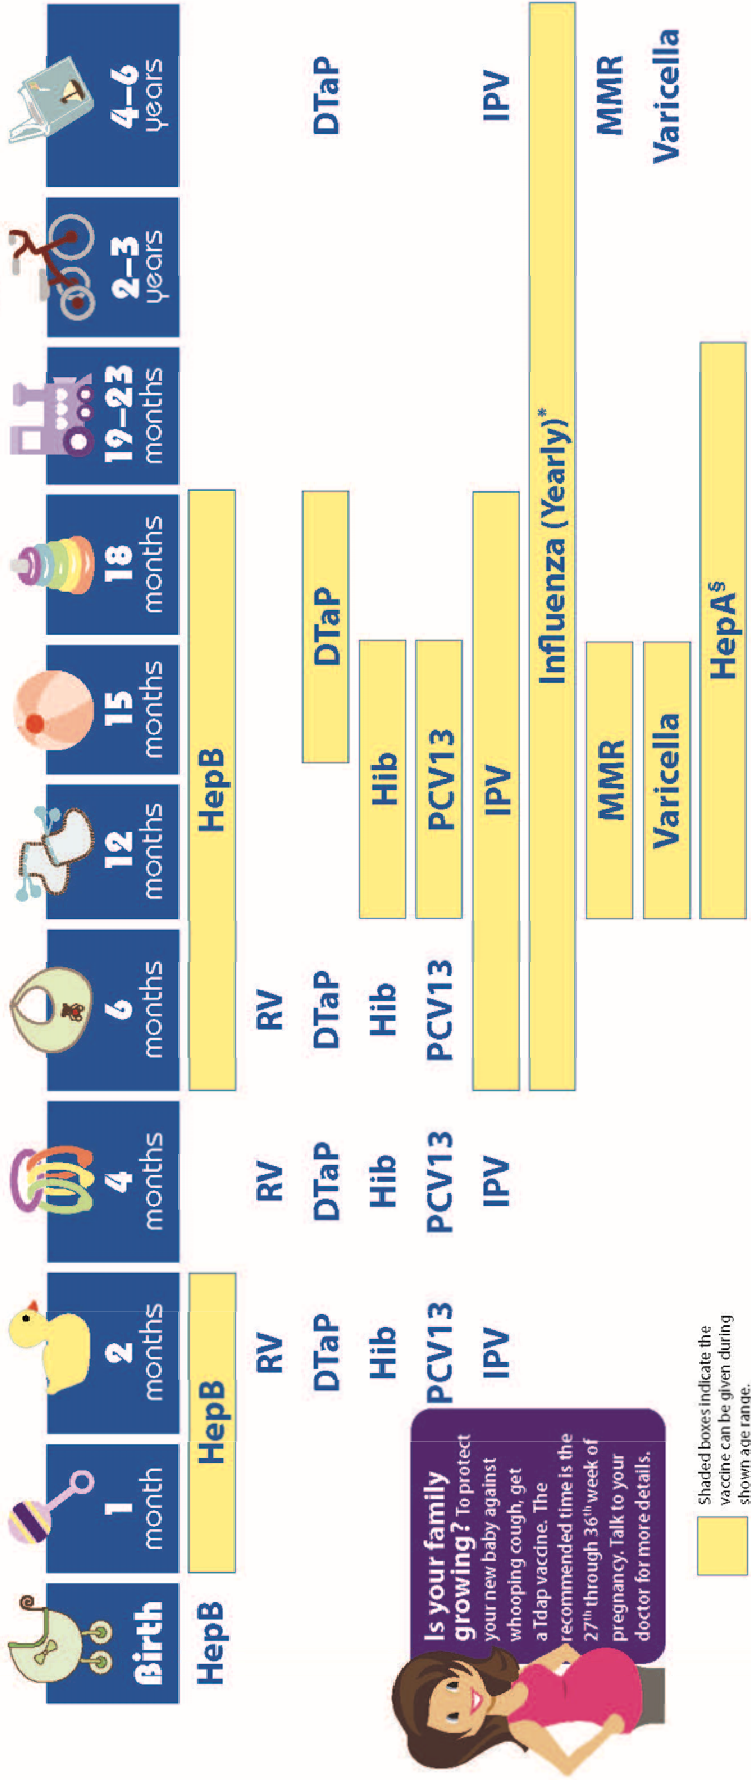 Birth
1
month
2
months
4
months
6
months
12
months
15
months
18
months
19–23
months
2–3
years
4–6
years
HepB
HepB
HepB
RV
RV
RV
DTaP
DTaP
DTaP
DTaP
DTaP
Hib
Hib
Hib
Hib
PCV13
PCV13
PCV13
PCV13
IPV
IPV
IPV
IPV
Influenza (Yearly)*
MMR
MMR
Varicella
Varicella
HepA§
Is your family
growing? To protect
your new baby against
whooping cough, get
a Tdap vaccine. The
recommended time is the
27th through 36th week of
pregnancy. Talk to your
doctor for more details.
Shaded boxes indicate the
vaccine can be given during
shown age range.